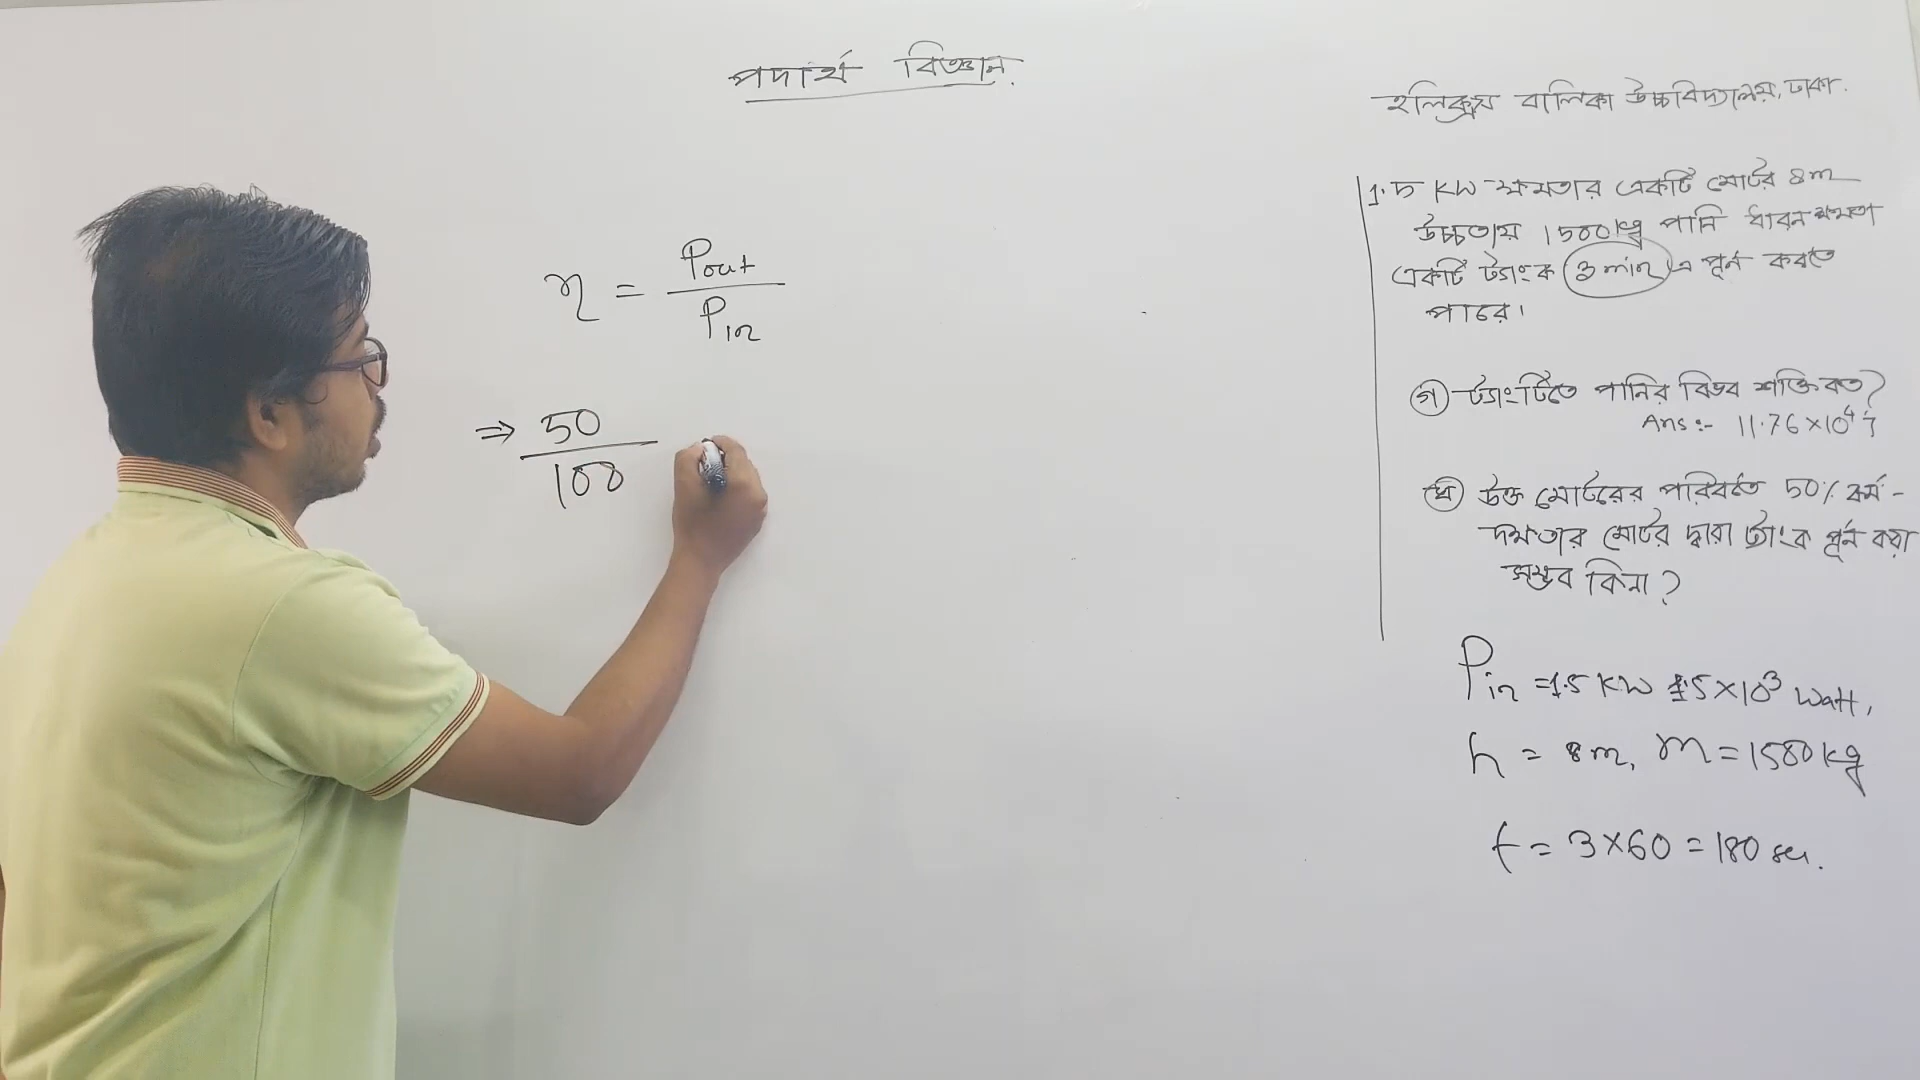 পদার্থ বিজ্ঞান
η = Pout / Pin
⇒ 50 / 100
হলিক্রস বালিকা উচ্চবিদ্যালয়, ঢাকা.
1.5 KW ক্ষমতার একটি মোটর 8m
উচ্চতায় 1500kg পানি ধারন ক্ষমতা
একটি ট্যাংক 3 min এ পূর্ন করতে
পারে।
গ) ট্যাংটিতে পানির বিভব শক্তি কত?
Ans :- 11.76×10⁴ j
ঘ) উক্ত মোটরের পরিবর্তে 50% কর্ম-
দক্ষতার মোটর দ্বারা ট্যাংক পূর্ন করা
সম্ভব কিনা?
Pin = 1.5 KW 1.5×10³ watt,
h = 8m, m = 1500kg
t = 3×60 = 180 sec.